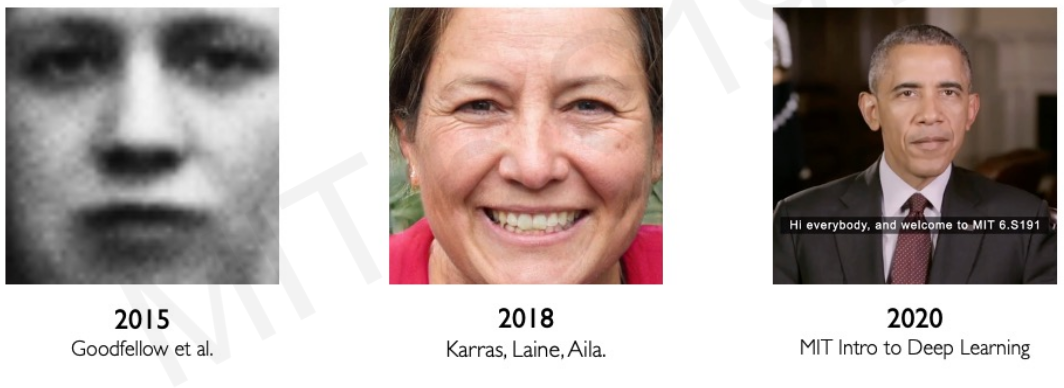 Hi everybody, and welcome to MIT 6.S191
2015
Goodfellow et al.
2018
Karras, Laine, Aila.
2020
MIT Intro to Deep Learning